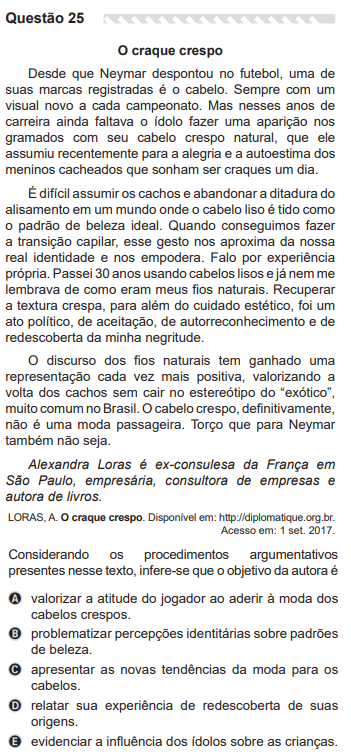 Questão 25
O craque crespo
Desde que Neymar despontou no futebol, uma de
suas marcas registradas é o cabelo. Sempre com um
visual novo a cada campeonato. Mas nesses anos de
carreira ainda faltava o ídolo fazer uma aparição nos
gramados com seu cabelo crespo natural, que ele
assumiu recentemente para a alegria e a autoestima dos
meninos cacheados que sonham ser craques um dia.
É difícil assumir os cachos e abandonar a ditadura do
alisamento em um mundo onde o cabelo liso é tido como
o padrão de beleza ideal. Quando conseguimos fazer
a transição capilar, esse gesto nos aproxima da nossa
real identidade e nos empodera. Falo por experiência
própria. Passei 30 anos usando cabelos lisos e já nem me
lembrava de como eram meus fios naturais. Recuperar
a textura crespa, para além do cuidado estético, foi um
ato político, de aceitação, de autorreconhecimento e de
redescoberta da minha negritude.
O discurso dos fios naturais tem ganhado uma
representação cada vez mais positiva, valorizando a
volta dos cachos sem cair no estereótipo do “exótico”,
muito comum no Brasil. O cabelo crespo, definitivamente,
não é uma moda passageira. Torço que para Neymar
também não seja.
Alexandra Loras é ex-consulesa da França em
São Paulo, empresária, consultora de empresas e
autora de livros.
LORAS, A. O craque crespo. Disponível em: http://diplomatique.org.br.
Acesso em: 1 set. 2017.
Considerando os procedimentos argumentativos
presentes nesse texto, infere-se que o objetivo da autora é
A valorizar a atitude do jogador ao aderir à moda dos
cabelos crespos.
B problematizar percepções identitárias sobre padrões
de beleza.
C apresentar as novas tendências da moda para os
cabelos.
D relatar sua experiência de redescoberta de suas
origens.
E evidenciar a influência dos ídolos sobre as crianças.